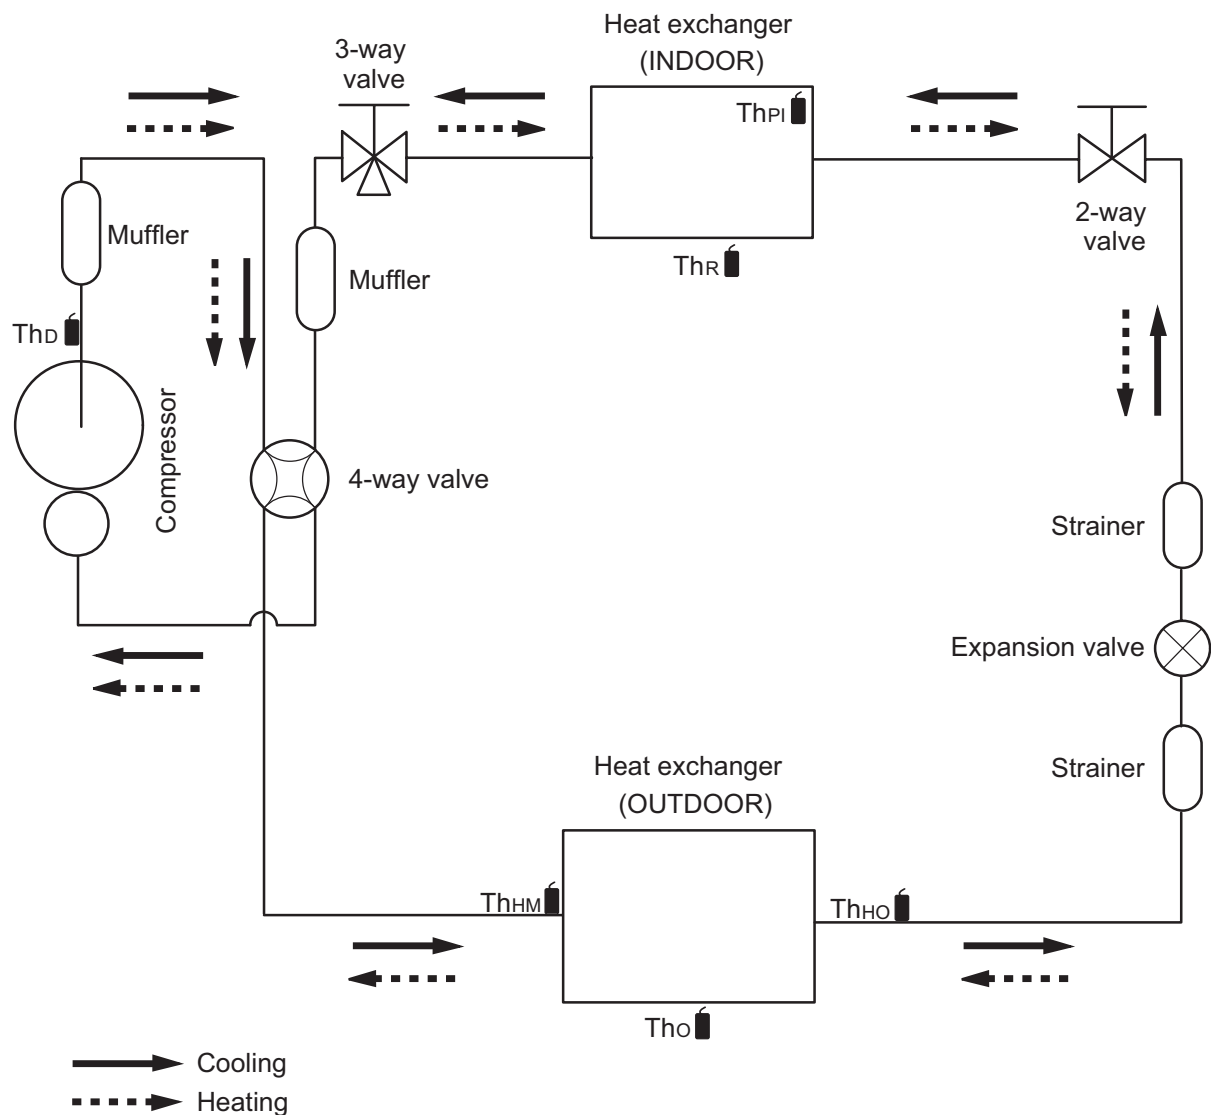 Heat exchanger
(INDOOR)
3-way
valve
ThPI
2-way
valve
Muffler
ThR
Muffler
ThD
Compressor
4-way valve
Strainer
Expansion valve
Strainer
Heat exchanger
(OUTDOOR)
ThHM
ThHO
ThO
Cooling
Heating